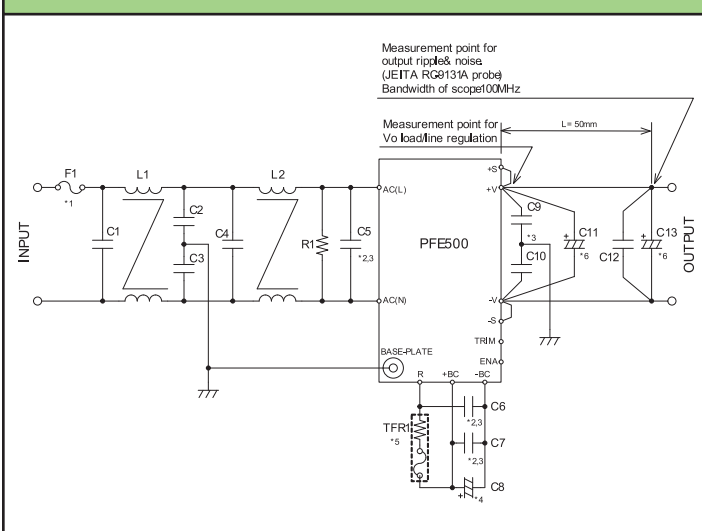 Measurement point for
output ripple& noise.
(JEITA RC-9131A probe)
Bandwidth of scope:100MHz
Measurement point for
Vo load/line regulation
L= 50mm
F1
*1
L1
L2
C1
C2
C3
C4
R1
C5
*2,3
INPUT
AC(L)
AC(N)
PFE500
+S
+V
-V
-S
TRIM
ENA
BASE-PLATE
R
+BC
-BC
C9
*3
C10
C11
+
*6
C12
C13
+
*6
OUTPUT
TFR1
*5
C6
*2,3
C7
*2,3
C8
+
*4